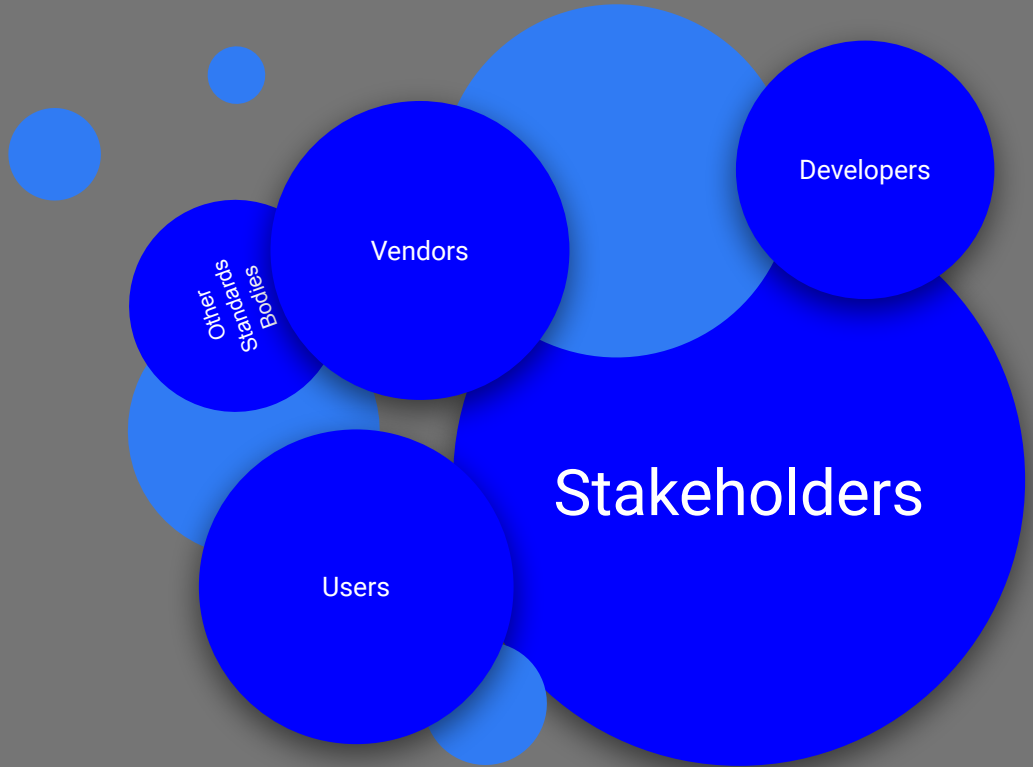 Developers
Vendors
Other
Standards
Bodies
Stakeholders
Users